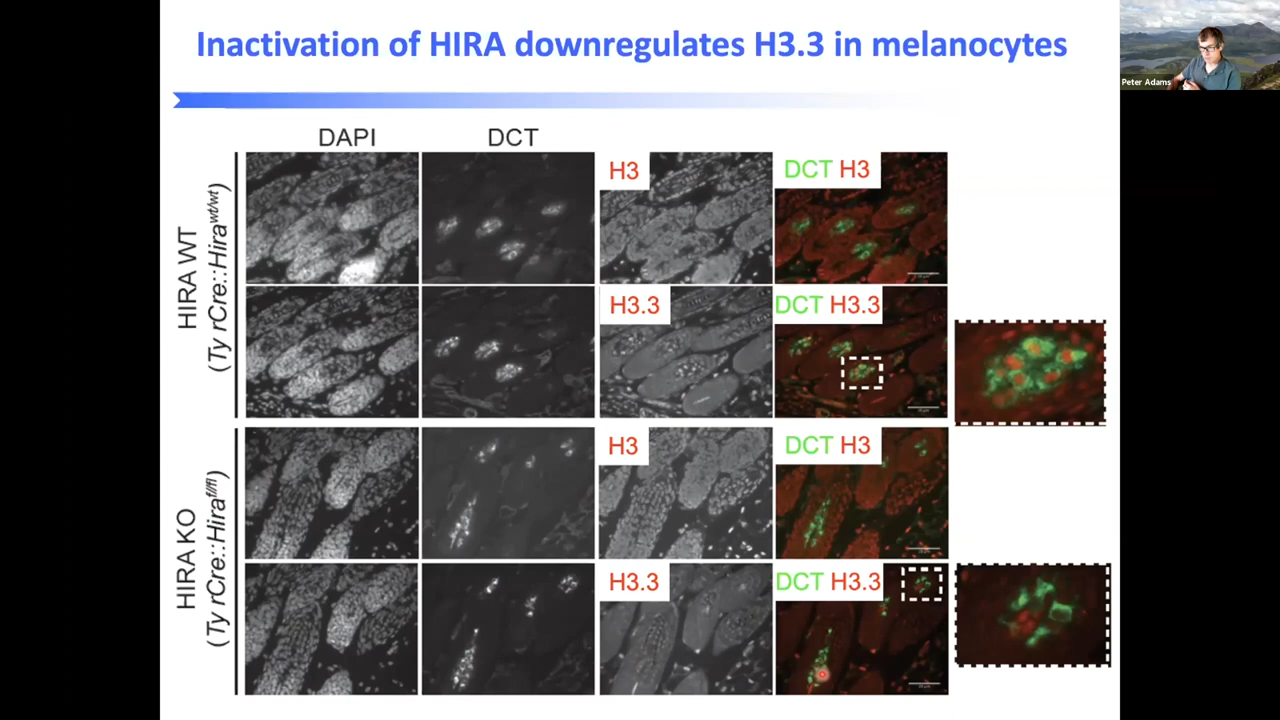 Inactivation of HIRA downregulates H3.3 in melanocytes
Peter Adams
DAPI
DCT
HIRA WT
(Ty rCre::Hirawt/wt)
H3
DCT H3
H3.3
DCT H3.3
HIRA KO
(Ty rCre::Hiraf/fl)
H3
DCT H3
H3.3
DCT H3.3